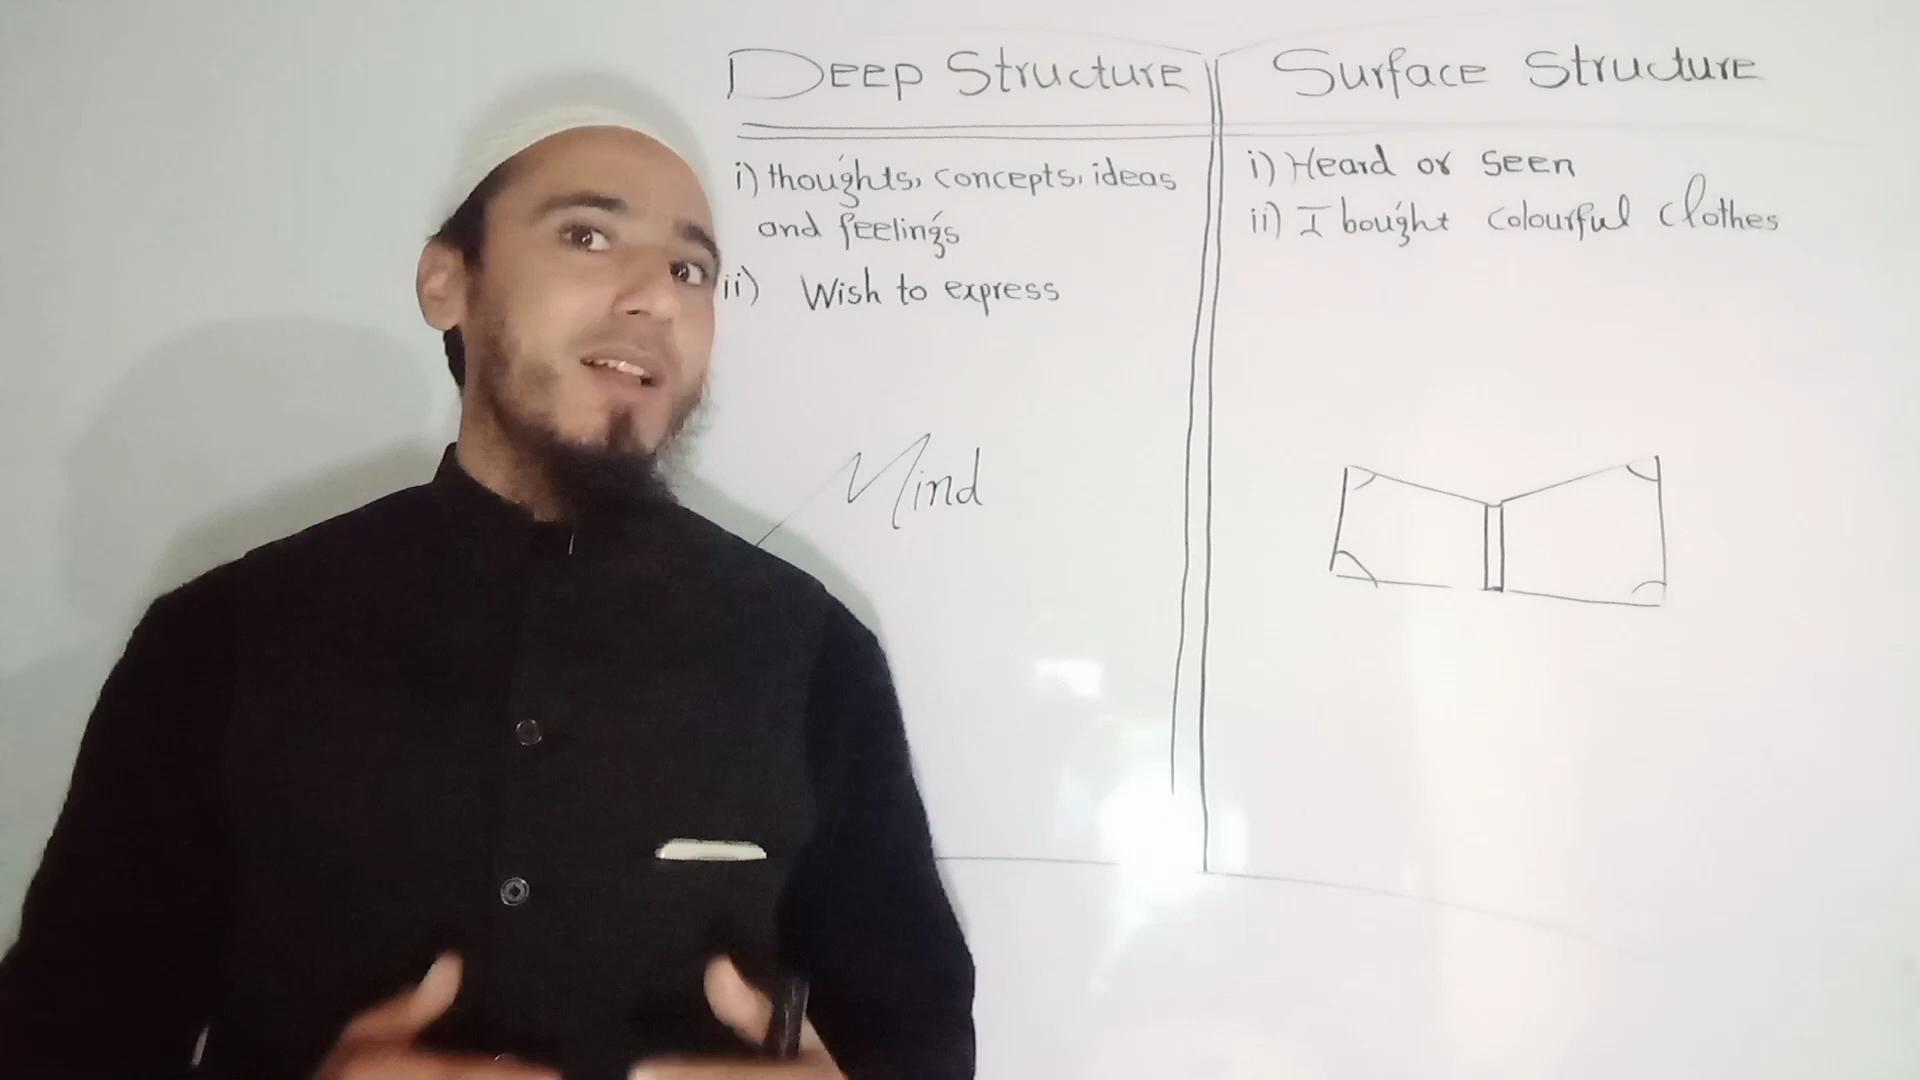 Deep Structure
i) thoughts, concepts, ideas
and feelings
ii) Wish to express
Mind
Surface Structure
i) Heard or seen
ii) I bought colourful clothes